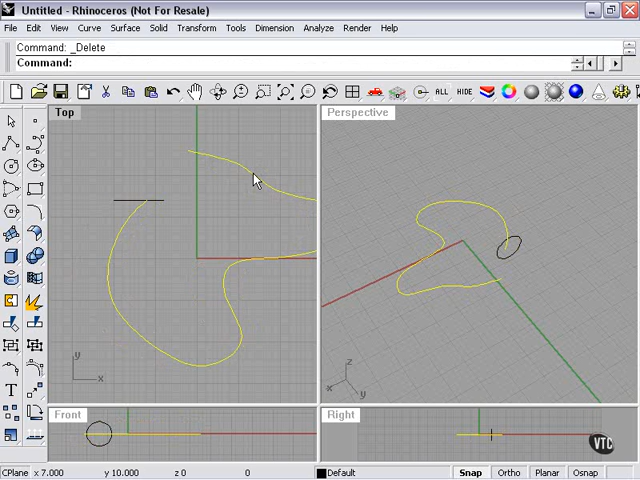 Untitled - Rhinoceros (Not For Resale)
File Edit View Curve Surface Solid Transform Tools Dimension Analyze Render Help
Command: _Delete
Command:
ALL HIDE
Top
Perspective
y
x
z
x
y
Front
Right
VTC
CPlane x 7.000 y 10.000 z 0 0 Default Snap Ortho Planar Osnap